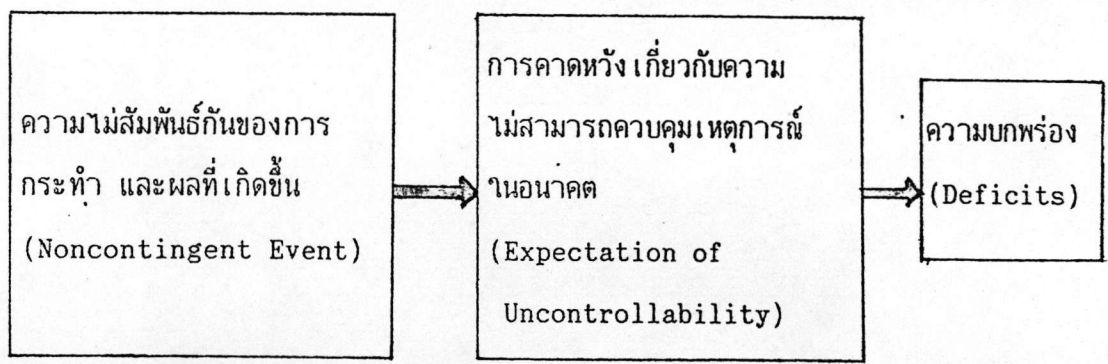 ความไม่สัมพันธ์กันของการ
กระทำ และผลที่เกิดขึ้น
(Noncontingent Event)
การคาดหวังเกี่ยวกับความ
ไม่สามารถควบคุมเหตุการณ์
ในอนาคต
(Expectation of
Uncontrollability)
ความบกพร่อง
(Deficits)